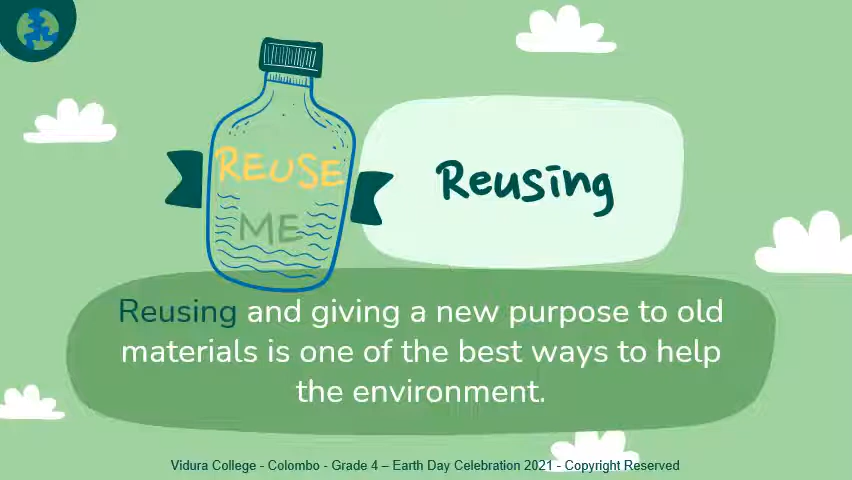 REUSE
ME
Reusing
Reusing and giving a new purpose to old
materials is one of the best ways to help
the environment.
Vidura College - Colombo - Grade 4 – Earth Day Celebration 2021 - Copyright Reserved